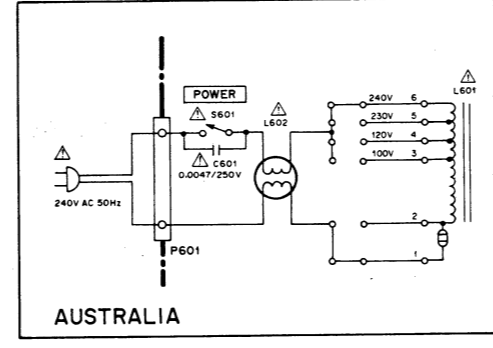 POWER
S601
C601
0.0047/250V
L602
L601
240V 6
230V 5
120V 4
100V 3
2
1
240V AC 50Hz
P601
AUSTRALIA